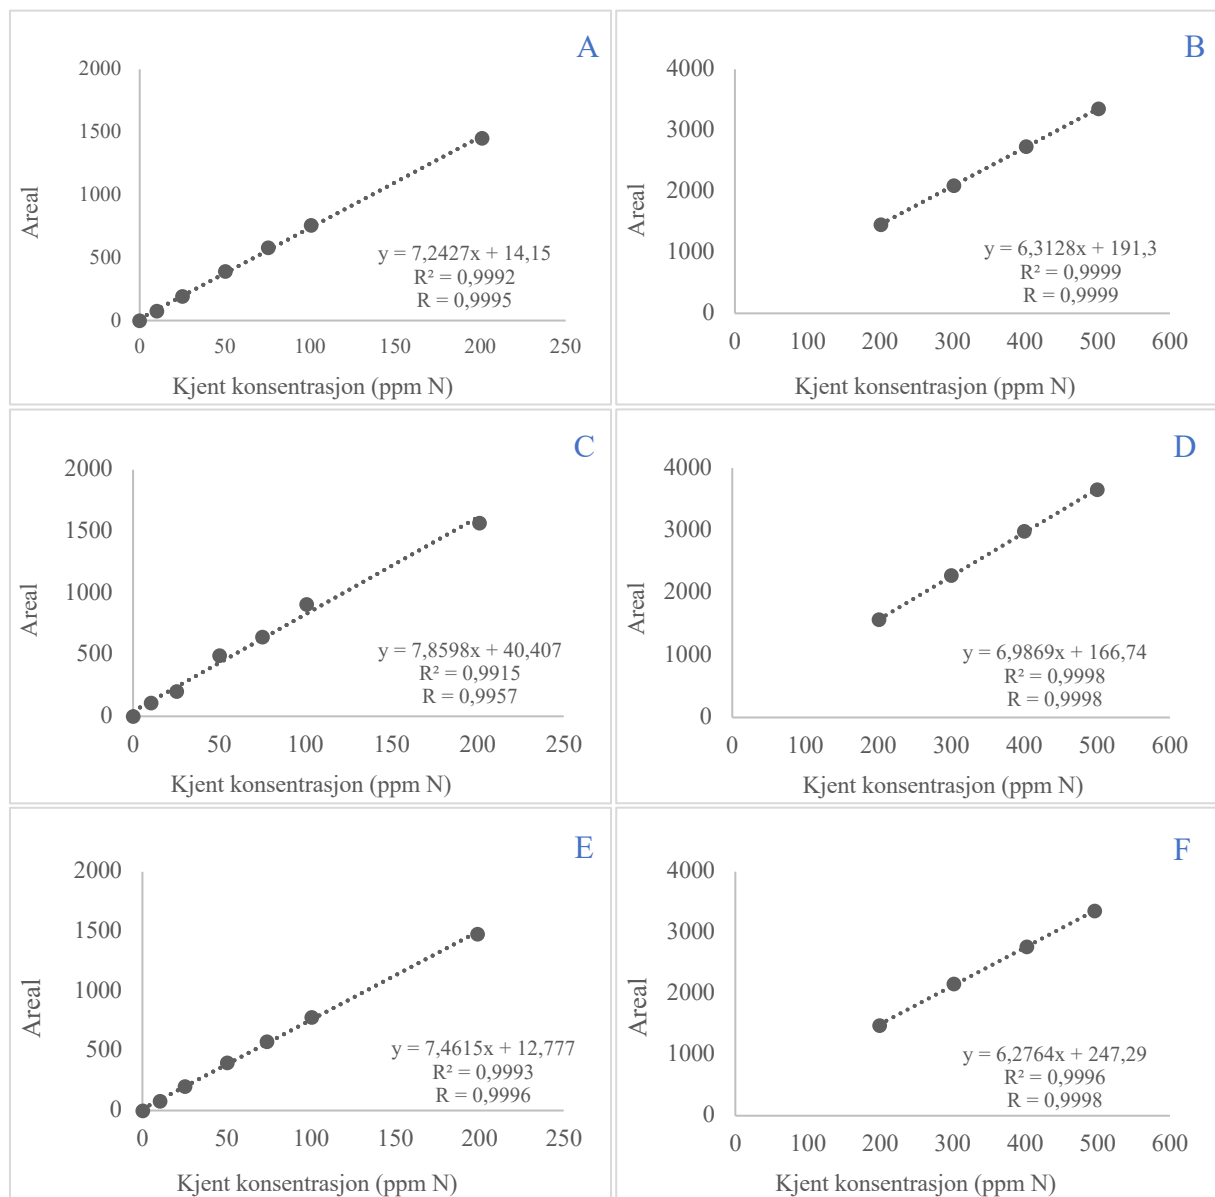 A
2000
1500
1000
500
0
Areal
y = 7,2427x + 14,15
R² = 0,9992
R = 0,9995
0 50 100 150 200 250
Kjent konsentrasjon (ppm N)
B
4000
3000
2000
1000
0
Areal
y = 6,3128x + 191,3
R² = 0,9999
R = 0,9999
0 100 200 300 400 500 600
Kjent konsentrasjon (ppm N)
C
2000
1500
1000
500
0
Areal
y = 7,8598x + 40,407
R² = 0,9915
R = 0,9957
0 50 100 150 200 250
Kjent konsentrasjon (ppm N)
D
4000
3000
2000
1000
0
Areal
y = 6,9869x + 166,74
R² = 0,9998
R = 0,9998
0 100 200 300 400 500 600
Kjent konsentrasjon (ppm N)
E
2000
1500
1000
500
0
Areal
y = 7,4615x + 12,777
R² = 0,9993
R = 0,9996
0 50 100 150 200 250
Kjent konsentrasjon (ppm N)
F
4000
3000
2000
1000
0
Areal
y = 6,2764x + 247,29
R² = 0,9996
R = 0,9998
0 100 200 300 400 500 600
Kjent konsentrasjon (ppm N)